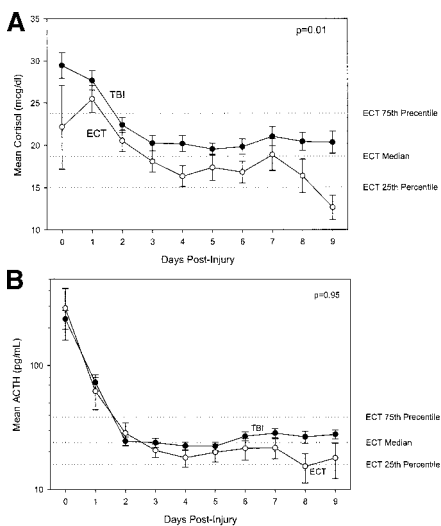 A
p=0.01
35
30
25
20
15
10
Mean Cortisol (mcg/dl)
TBI
ECT
ECT 75th Percentile
ECT Median
ECT 25th Percentile
0 1 2 3 4 5 6 7 8 9
Days Post-Injury
B
p=0.95
100
10
Mean ACTH (pg/mL)
TBI
ECT
ECT 75th Percentile
ECT Median
ECT 25th Percentile
0 1 2 3 4 5 6 7 8 9
Days Post-Injury